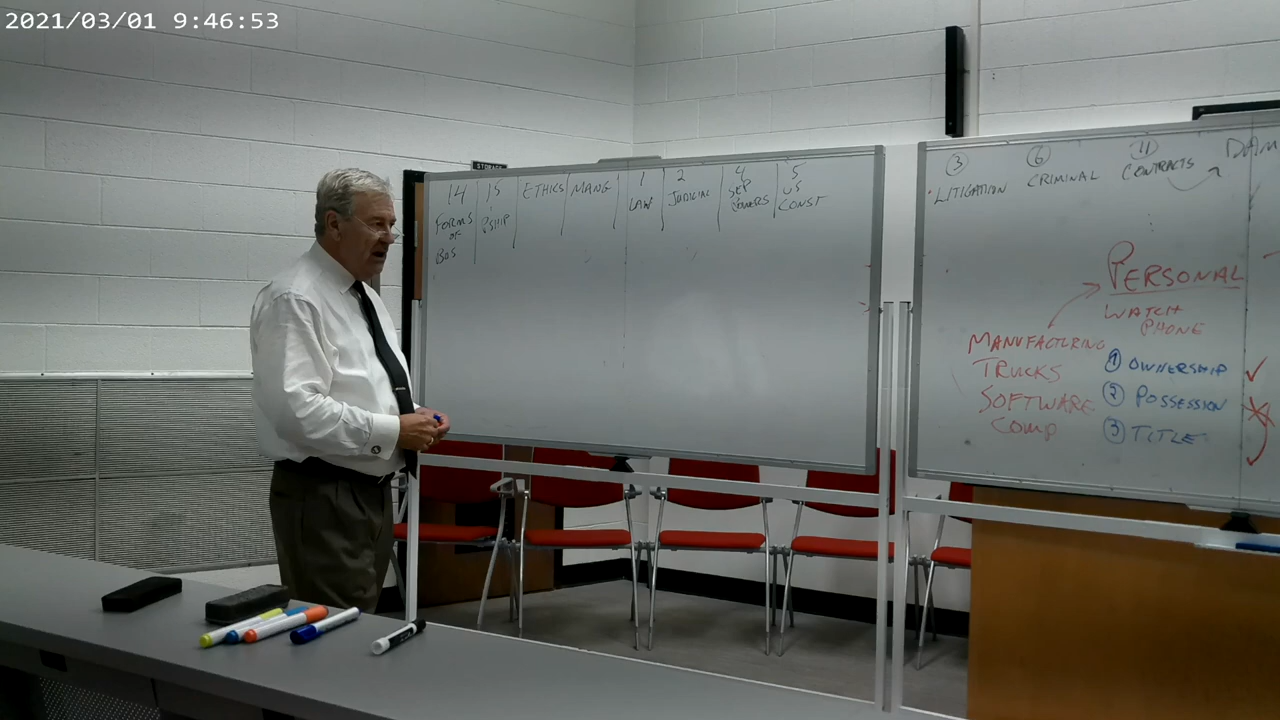 2021/03/01 9:46:53
STORAGE
14 15 ETHICS MANG 1 2 4 5
FORMS PSHIP LAW JUDICIAL SEP US
OF POWERS CONST
BUS
3 6 11 DAM
LITIGATION CRIMINAL CONTRACTS
PERSONAL
WATCH
PHONE
MANUFACTURING
TRUCKS
SOFTWARE
COMP
1 OWNERSHIP
2 POSSESSION
3 TITLE